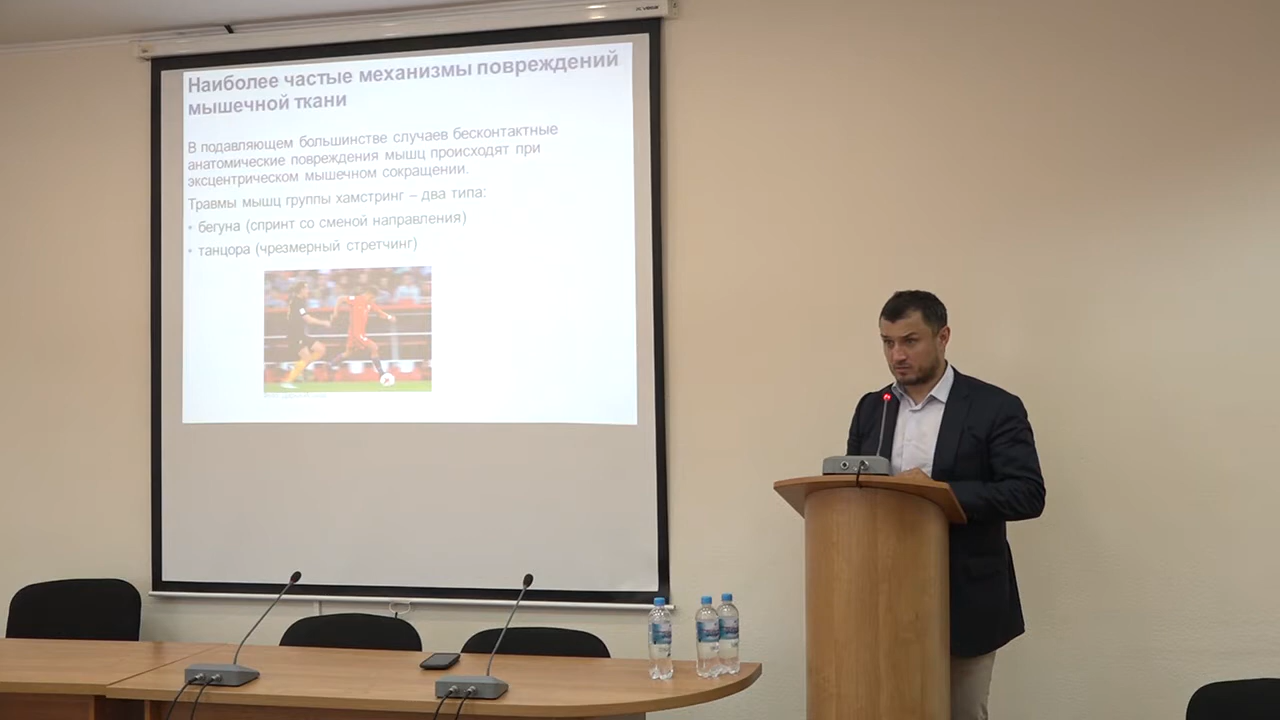 Наиболее частые механизмы повреждений
мышечной ткани
В подавляющем большинстве случаев бесконтактные
анатомические повреждения мышц происходят при
эксцентрическом мышечном сокращении.
Травмы мышц группы хамстринг – два типа:
• бегуна (спринт со сменой направления)
• танцора (чрезмерный стретчинг)